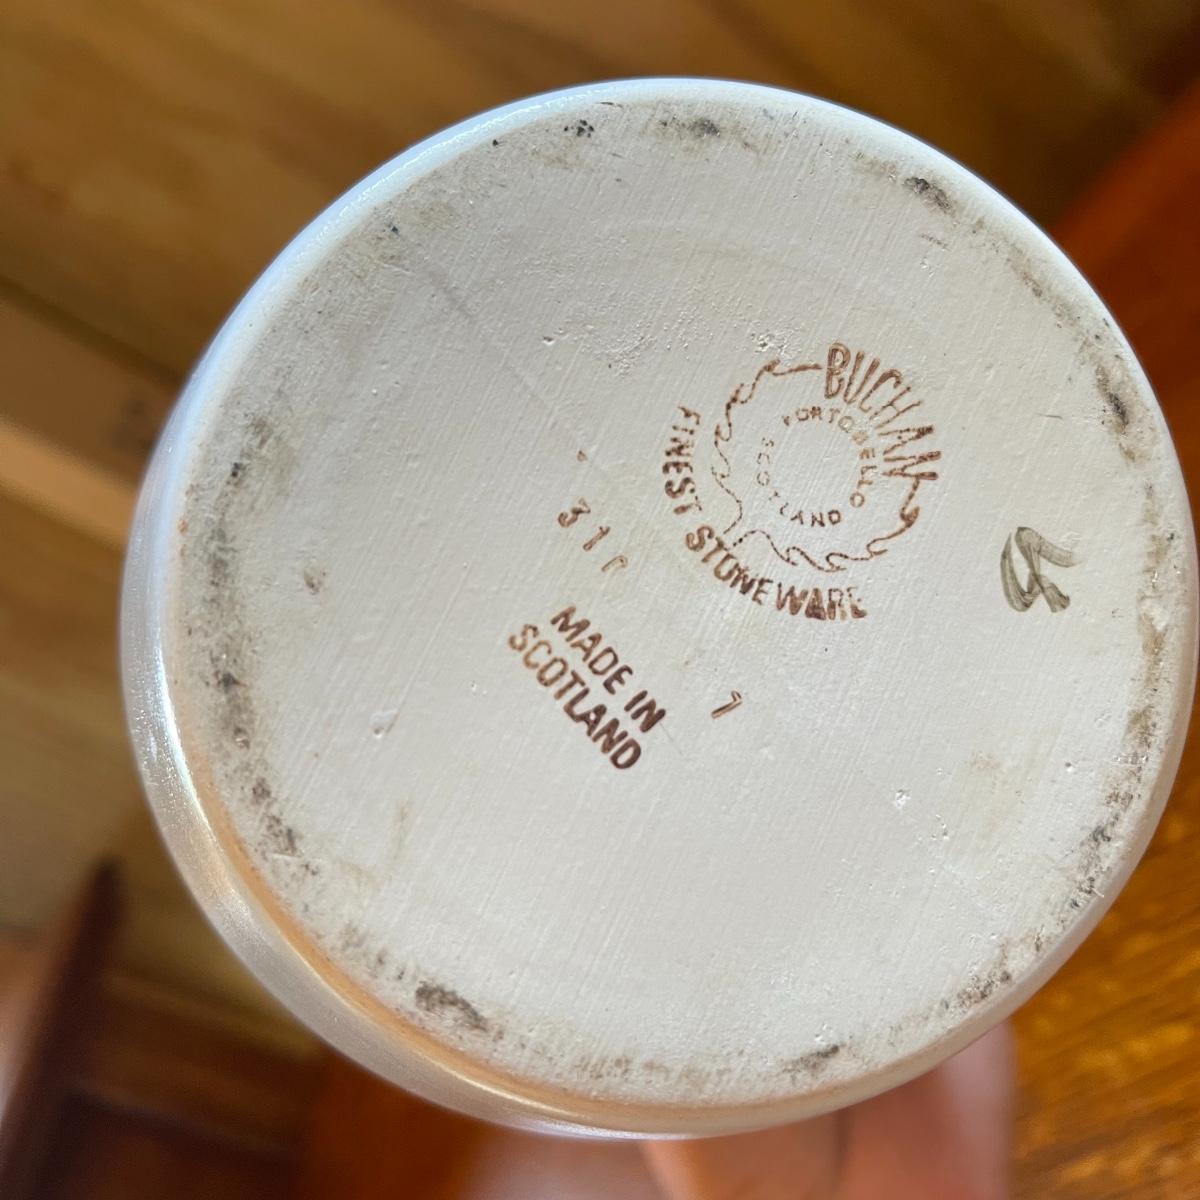 BUCHAN
PORTOBELLO
SCOTLAND
FINEST STONEWARE
MADE IN
SCOTLAND